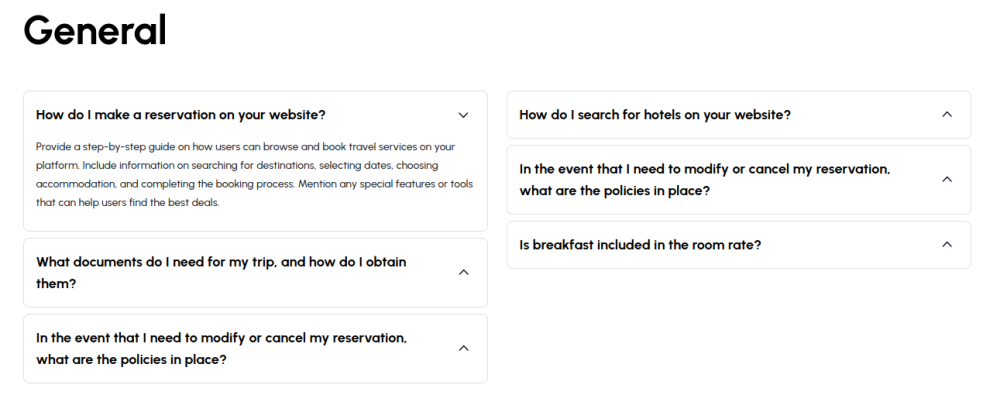 General
How do I make a reservation on your website?
Provide a step-by-step guide on how users can browse and book travel services on your
platform. Include information on searching for destinations, selecting dates, choosing
accommodation, and completing the booking process. Mention any special features or tools
that can help users find the best deals.
What documents do I need for my trip, and how do I obtain
them?
In the event that I need to modify or cancel my reservation,
what are the policies in place?
How do I search for hotels on your website?
In the event that I need to modify or cancel my reservation,
what are the policies in place?
Is breakfast included in the room rate?